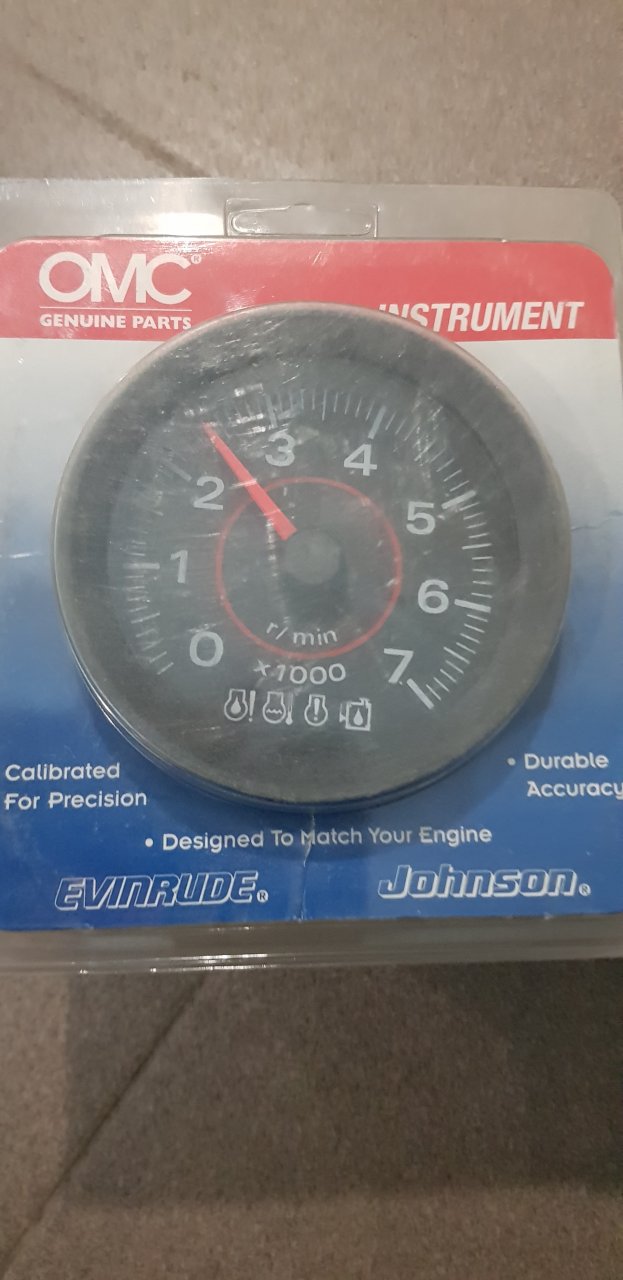 OMC®
GENUINE PARTS
INSTRUMENT
3
4
2
5
1
6
0
7
r/min
x1000
Calibrated
For Precision
• Durable
Accuracy
• Designed To Match Your Engine
EVINRUDE®
Johnson®